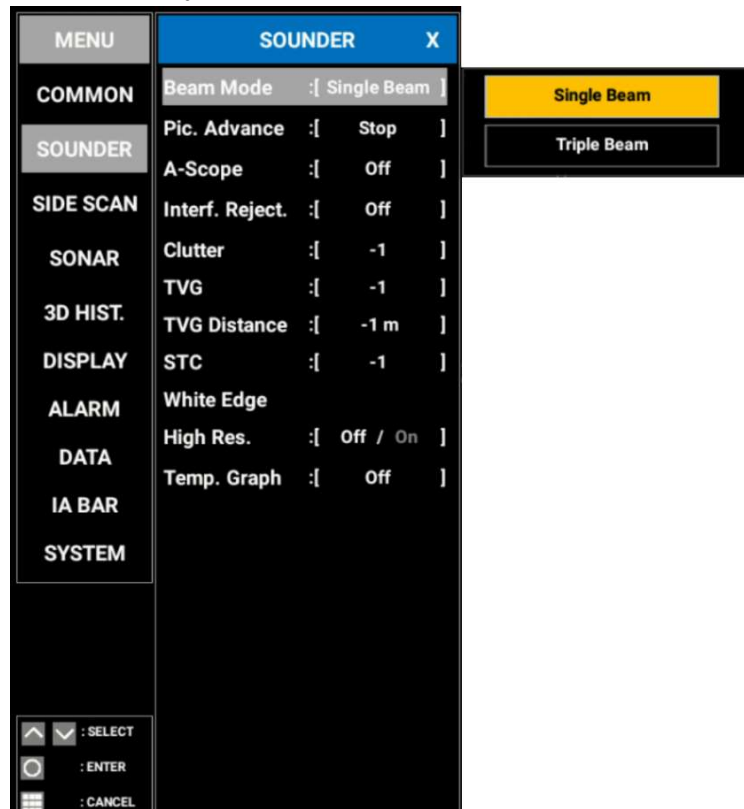 MENU
COMMON
SOUNDER
SIDE SCAN
SONAR
3D HIST.
DISPLAY
ALARM
DATA
IA BAR
SYSTEM
: SELECT
: ENTER
: CANCEL
SOUNDER X
Beam Mode :[ Single Beam ]
Pic. Advance :[ Stop ]
A-Scope :[ Off ]
Interf. Reject. :[ Off ]
Clutter :[ -1 ]
TVG :[ -1 ]
TVG Distance :[ -1 m ]
STC :[ -1 ]
White Edge
High Res. :[ Off / On ]
Temp. Graph :[ Off ]
Single Beam
Triple Beam